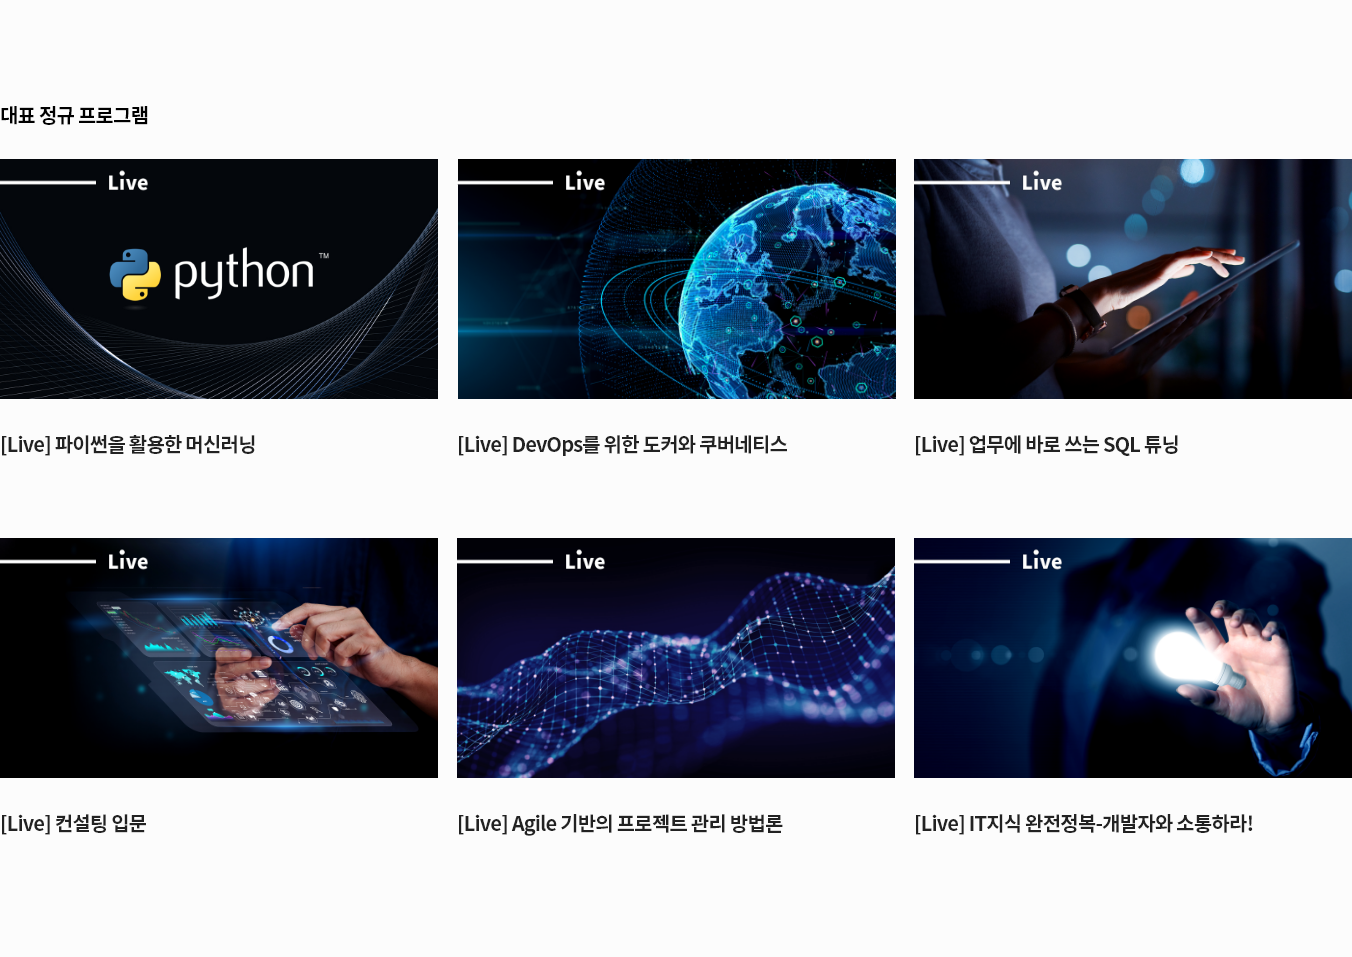 대표 정규 프로그램
Live
Live
Live
python™
[Live] 파이썬을 활용한 머신러닝
[Live] DevOps를 위한 도커와 쿠버네티스
[Live] 업무에 바로 쓰는 SQL 튜닝
Live
Live
Live
[Live] 컨설팅 입문
[Live] Agile 기반의 프로젝트 관리 방법론
[Live] IT지식 완전정복-개발자와 소통하라!